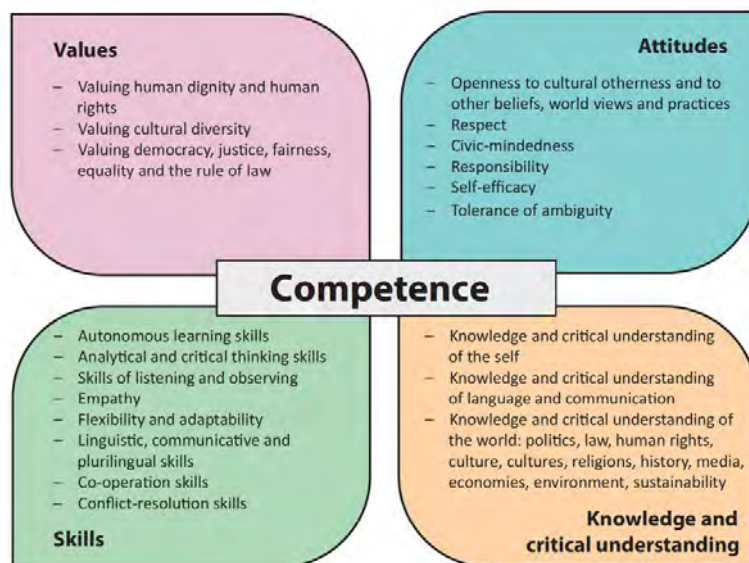 Values
– Valuing human dignity and human
rights
– Valuing cultural diversity
– Valuing democracy, justice, fairness,
equality and the rule of law
Attitudes
– Openness to cultural otherness and to
other beliefs, world views and practices
– Respect
– Civic-mindedness
– Responsibility
– Self-efficacy
– Tolerance of ambiguity
Competence
– Autonomous learning skills
– Analytical and critical thinking skills
– Skills of listening and observing
– Empathy
– Flexibility and adaptability
– Linguistic, communicative and
plurilingual skills
– Co-operation skills
– Conflict-resolution skills
Skills
– Knowledge and critical understanding
of the self
– Knowledge and critical understanding
of language and communication
– Knowledge and critical understanding of
the world: politics, law, human rights,
culture, cultures, religions, history, media,
economies, environment, sustainability
Knowledge and
critical understanding